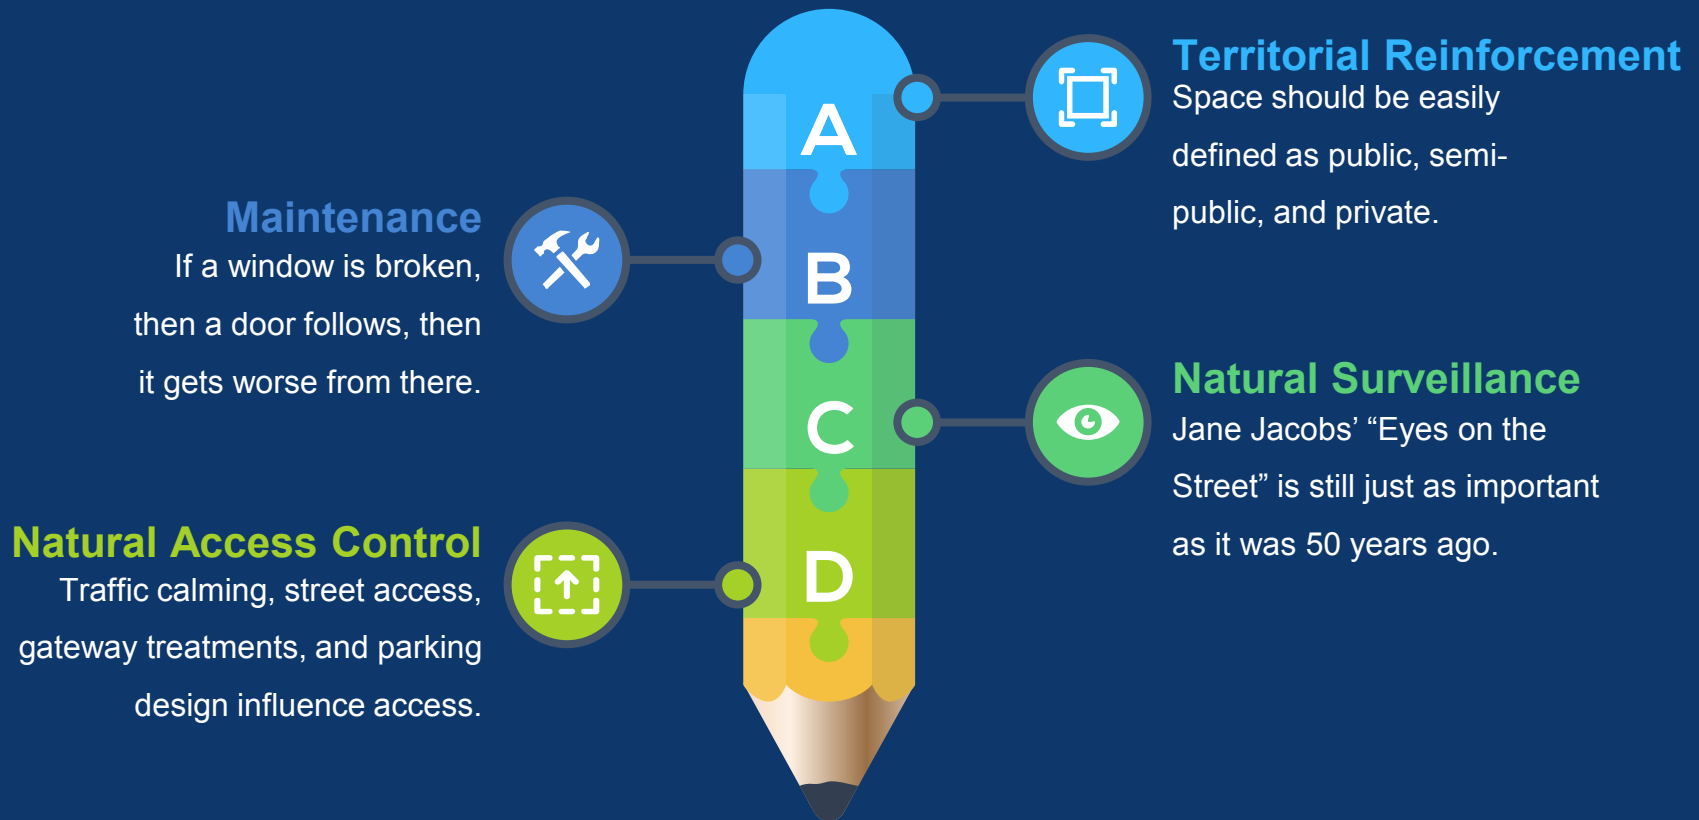 A
Territorial Reinforcement
Space should be easily
defined as public, semi-
public, and private.
B
Maintenance
If a window is broken,
then a door follows, then
it gets worse from there.
C
Natural Surveillance
Jane Jacobs’ “Eyes on the
Street” is still just as important
as it was 50 years ago.
D
Natural Access Control
Traffic calming, street access,
gateway treatments, and parking
design influence access.